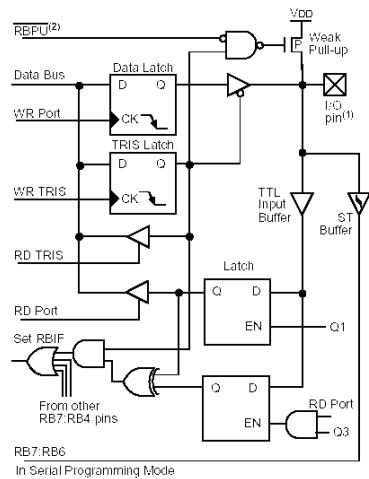 RBPU(2)
VDD
Weak
Pull-up
P
Data Bus
Data Latch
D Q
WR Port
CK
I/O
pin(1)
TRIS Latch
D Q
WR TRIS
CK
TTL
Input
Buffer
ST
Buffer
RD TRIS
Latch
Q D
RD Port
EN
Q1
Set RBIF
From other
RB7:RB4 pins
Q D
RD Port
EN
Q3
RB7:RB6
In Serial Programming Mode